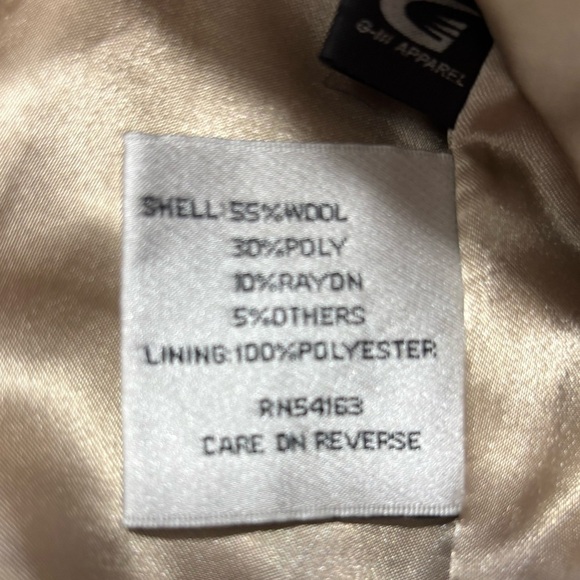 G-III APPAREL
SHELL:55%WOOL
30%POLY
10%RAYON
5%OTHERS
LINING:100%POLYESTER
RN54163
CARE ON REVERSE